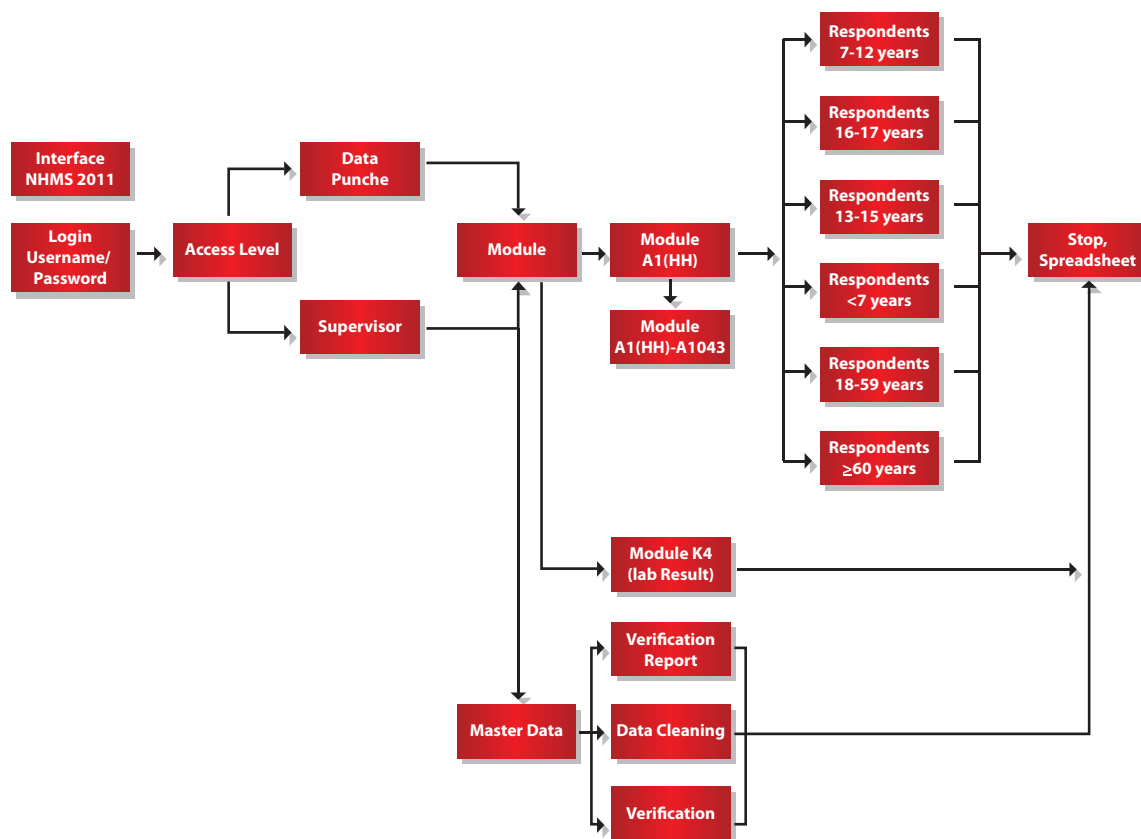 Interface
NHMS 2011
Login
Username/
Password
Access Level
Data
Punche
Supervisor
Module
Module
A1(HH)
Module
A1(HH)-A1043
Respondents
7-12 years
Respondents
16-17 years
Respondents
13-15 years
Respondents
<7 years
Respondents
18-59 years
Respondents
≥60 years
Stop,
Spreadsheet
Module K4
(lab Result)
Master Data
Verification
Report
Data Cleaning
Verification